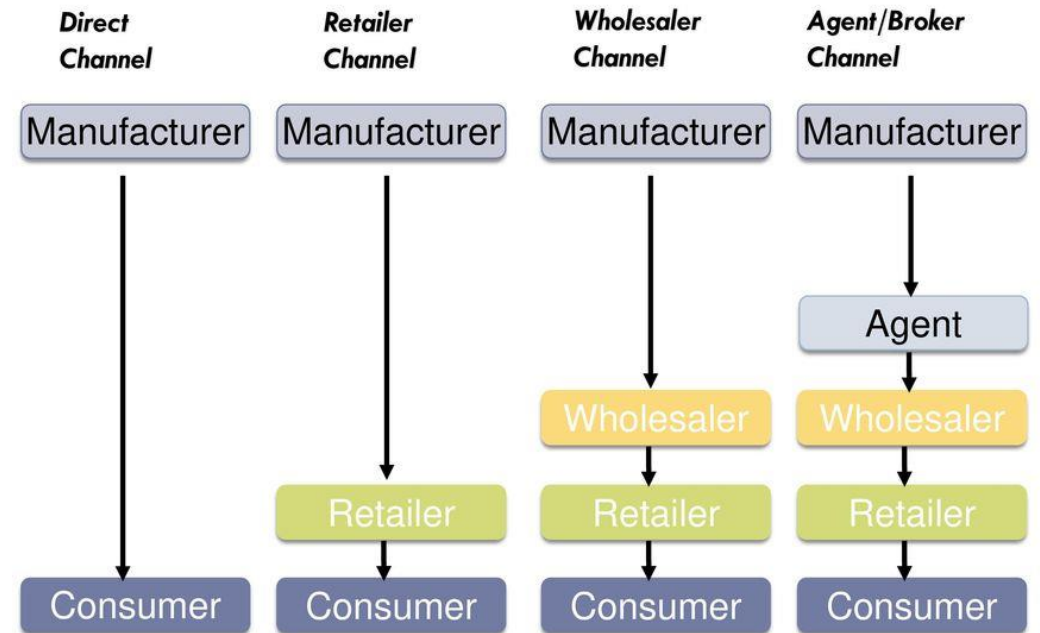 Direct Channel
Retailer Channel
Wholesaler Channel
Agent/Broker Channel
Manufacturer Manufacturer Manufacturer Manufacturer
Agent
Wholesaler Wholesaler
Retailer Retailer Retailer
Consumer Consumer Consumer Consumer